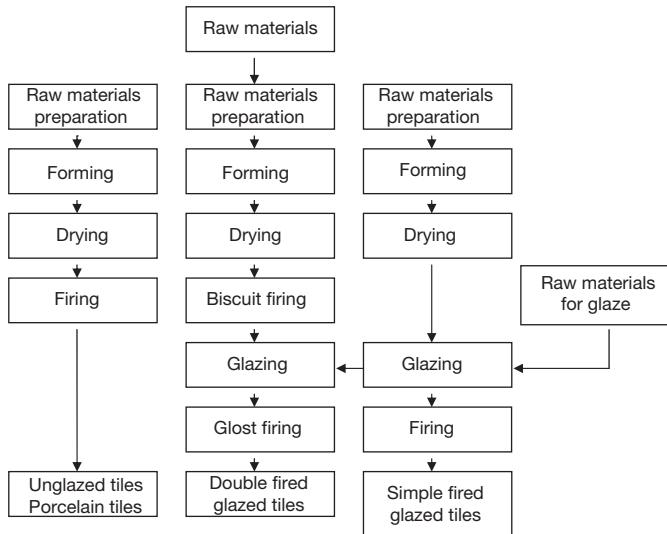 Raw materials
Raw materials
preparation
Raw materials
preparation
Raw materials
preparation
Forming
Forming
Forming
Drying
Drying
Drying
Firing
Biscuit firing
Raw materials
for glaze
Glazing
Glazing
Glost firing
Firing
Unglazed tiles
Porcelain tiles
Double fired
glazed tiles
Simple fired
glazed tiles